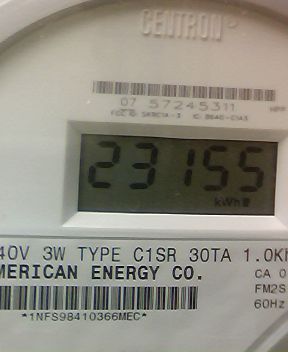 CENTRON
07 57245311
23155
kWh
40V 3W TYPE C1SR 30TA 1.0Kh
MERICAN ENERGY CO.
CA 0
FM2S
60Hz
*1NFS98410366MEC*